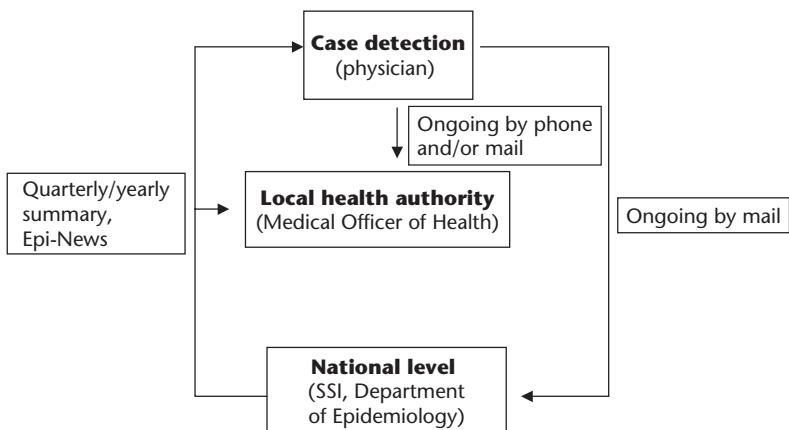 Case detection
(physician)
Ongoing by phone
and/or mail
Quarterly/yearly
summary,
Epi-News
Local health authority
(Medical Officer of Health)
Ongoing by mail
National level
(SSI, Department
of Epidemiology)